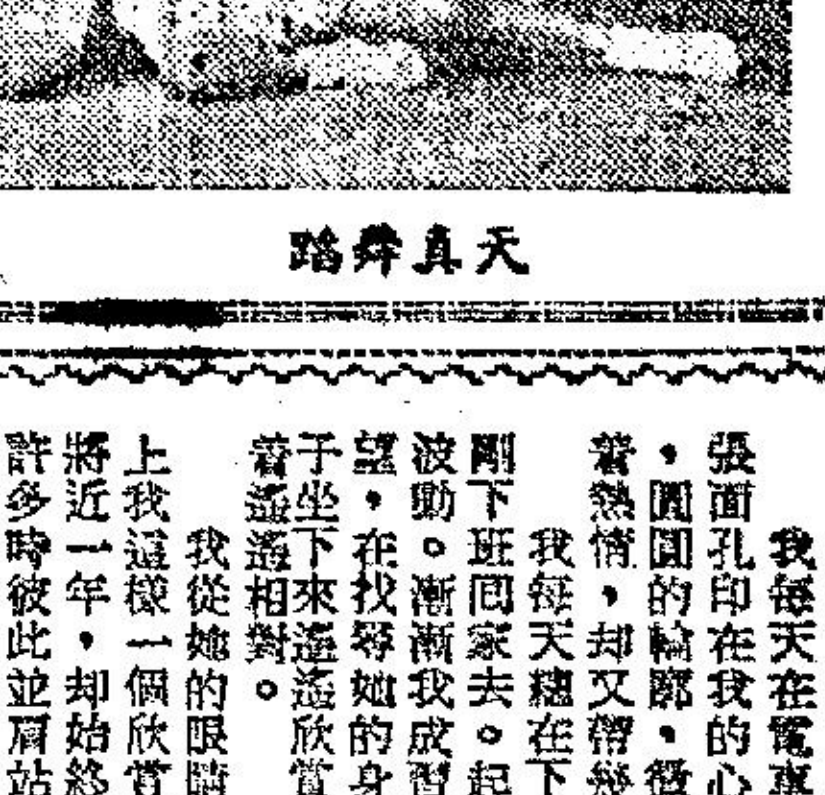 天真舞蹈
我每天在電車
張面孔印在我的心
，圓圓的輪廓，微
着熱情，却又帶幾
我每天總在下
剛下班回家去。起
波動。漸漸我成習
望，在找尋她的身
子坐下來遙遙欣賞
着遙遙相對。
我從她的眼睛
上我這樣一個欣賞
將近一年，却始終
許多時彼此並肩站